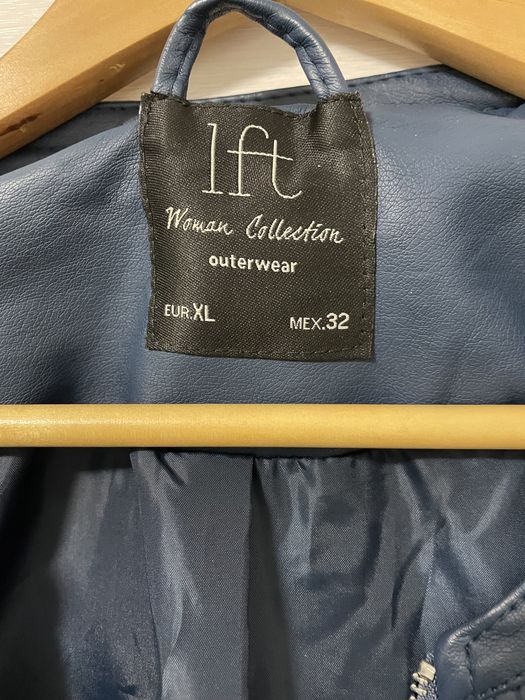 lft
Woman Collection
outerwear
EUR.XL MEX.32